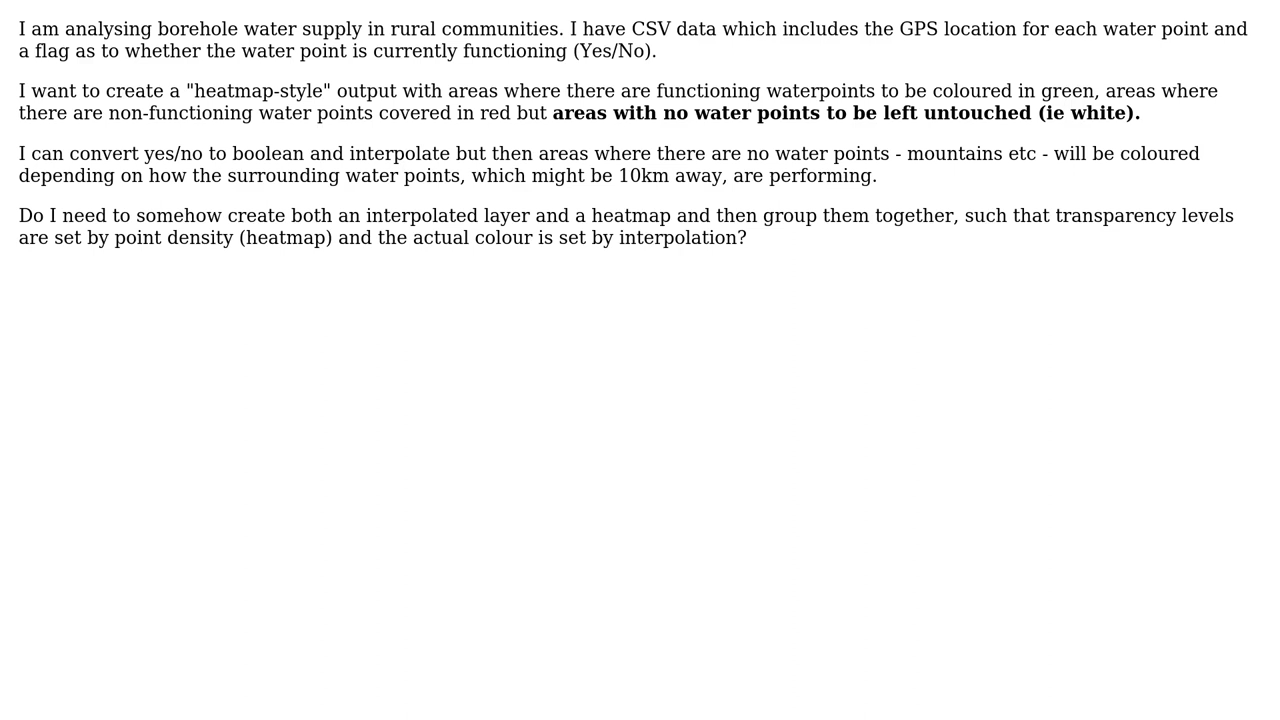 I am analysing borehole water supply in rural communities. I have CSV data which includes the GPS location for each water point and
a flag as to whether the water point is currently functioning (Yes/No).
I want to create a "heatmap-style" output with areas where there are functioning waterpoints to be coloured in green, areas where
there are non-functioning water points covered in red but areas with no water points to be left untouched (ie white).
I can convert yes/no to boolean and interpolate but then areas where there are no water points - mountains etc - will be coloured
depending on how the surrounding water points, which might be 10km away, are performing.
Do I need to somehow create both an interpolated layer and a heatmap and then group them together, such that transparency levels
are set by point density (heatmap) and the actual colour is set by interpolation?